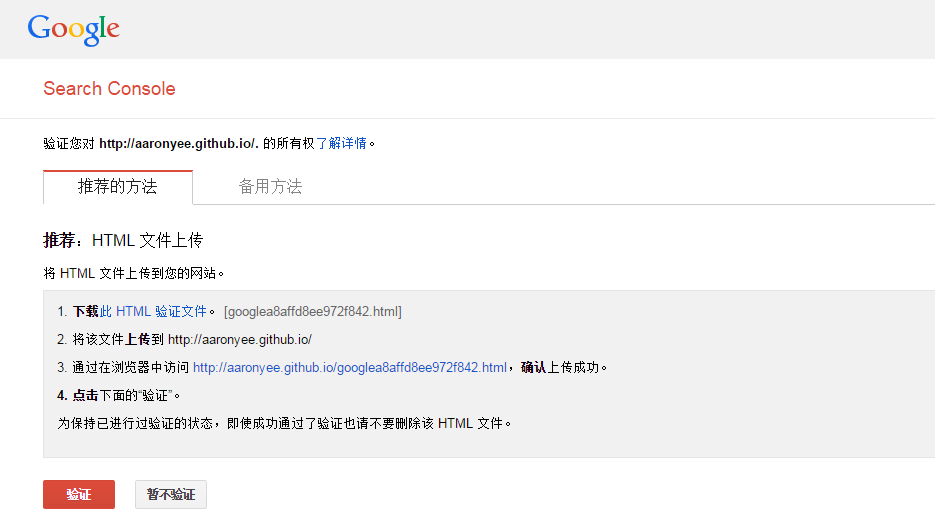 Google
Search Console
验证您对 http://aaronyee.github.io/. 的所有权了解详情。
推荐的方法 备用方法
推荐：HTML 文件上传
将 HTML 文件上传到您的网站。
1. 下载此 HTML 验证文件。 [googlea8affd8ee972f842.html]
2. 将该文件上传到 http://aaronyee.github.io/
3. 通过在浏览器中访问 http://aaronyee.github.io/googlea8affd8ee972f842.html，确认上传成功。
4. 点击下面的“验证”。
为保持已进行过验证的状态，即使成功通过了验证也请不要删除该 HTML 文件。
验证 暂不验证